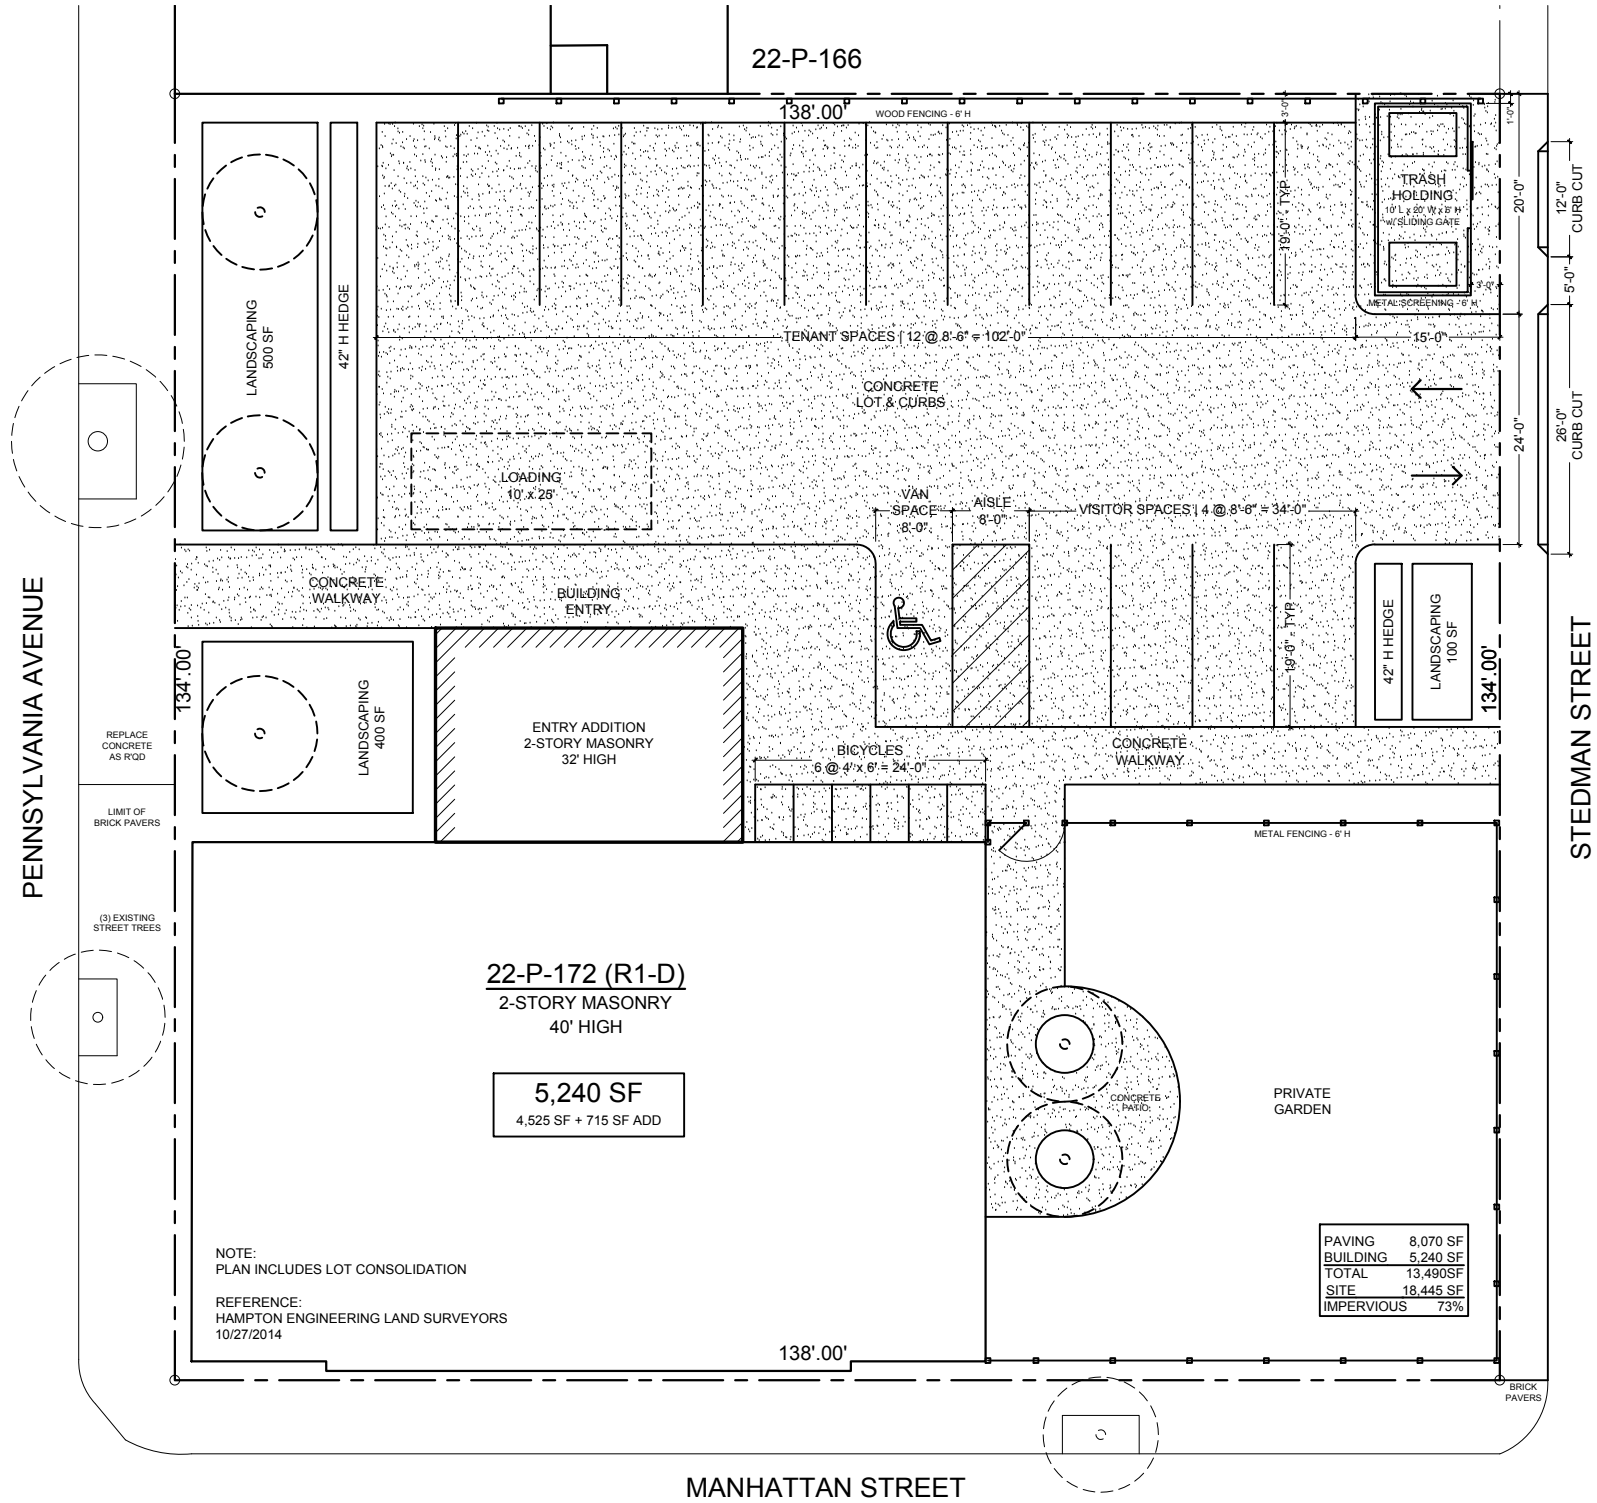 22-P-166
138'.00'
WOOD FENCING - 6' H
3'-0"
1'-0"
TRASH
HOLDING
10' L x 20' W x 6' H
w/ SLIDING GATE
20'-0"
12'-0"
CURB CUT
19'-0" - TYP.
LANDSCAPING
500 SF
42" H HEDGE
5'-0"
3'-0"
METAL SCREENING - 6' H
TENANT SPACES | 12 @ 8'-6" = 102'-0"
15'-0"
CONCRETE
LOT & CURBS
24'-0"
26'-0"
CURB CUT
LOADING
10' x 25'
VAN
SPACE
8'-0"
AISLE
8'-0"
VISITOR SPACES | 4 @ 8'-6" = 34'-0"
CONCRETE
WALKWAY
BUILDING
ENTRY
19'-0" - TYP.
42" H HEDGE
LANDSCAPING
100 SF
134'.00'
STEDMAN STREET
PENNSYLVANIA AVENUE
134'.00'
LANDSCAPING
400 SF
ENTRY ADDITION
2-STORY MASONRY
32' HIGH
REPLACE
CONCRETE
AS R'QD
BICYCLES
6 @ 4' x 6' = 24'-0"
CONCRETE
WALKWAY
LIMIT OF
BRICK PAVERS
METAL FENCING - 6' H
(3) EXISTING
STREET TREES
22-P-172 (R1-D)
2-STORY MASONRY
40' HIGH
5,240 SF
4,525 SF + 715 SF ADD
CONCRETE
PATIO
PRIVATE
GARDEN
NOTE:
PLAN INCLUDES LOT CONSOLIDATION
REFERENCE:
HAMPTON ENGINEERING LAND SURVEYORS
10/27/2014
PAVING 8,070 SF
BUILDING 5,240 SF
TOTAL 13,490SF
SITE 18,445 SF
IMPERVIOUS 73%
138'.00'
BRICK
PAVERS
MANHATTAN STREET